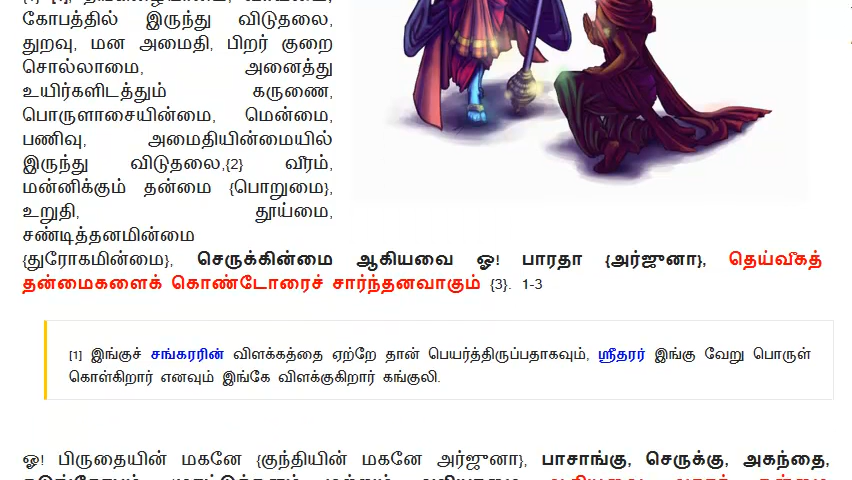 கோபத்தில் இருந்து விடுதலை,
துறவு, மன அமைதி, பிறர் குறை
சொல்லாமை, அனைத்து
உயிர்களிடத்தும் கருணை,
பொருளாசையின்மை, மென்மை,
பணிவு, அமைதியின்மையில்
இருந்து விடுதலை,{2} வீரம்,
மன்னிக்கும் தன்மை {பொறுமை},
உறுதி, தூய்மை,
சண்டித்தனமின்மை
{துரோகமின்மை}, செருக்கின்மை ஆகியவை ஓ! பாரதா {அர்ஜுனா}, தெய்வீகத்
தன்மைகளைக் கொண்டோரைச் சார்ந்தனவாகும் {3}. 1-3
[1] இங்குச் சங்கரரின் விளக்கத்தை ஏற்றே தான் பெயர்த்திருப்பதாகவும், ஸ்ரீதரர் இங்கு வேறு பொருள்
கொள்கிறார் எனவும் இங்கே விளக்குகிறார் கங்குலி.
ஓ! பிருதையின் மகனே {குந்தியின் மகனே அர்ஜுனா}, பாசாங்கு, செருக்கு, அகந்தை,